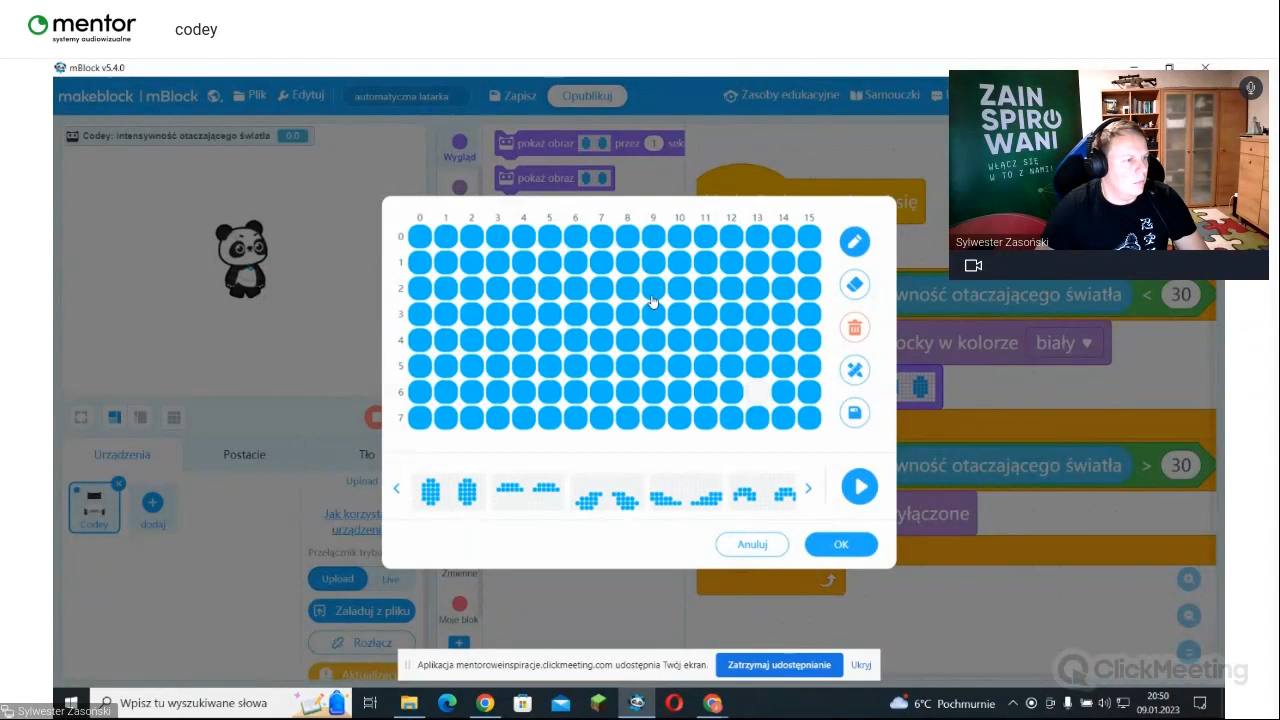 mentor
systemy audiowizualne
codey
mBlock v5.4.0
makeblock | mBlock
Plik
Edytuj
automatyczna latarka
Zapisz
Opublikuj
Zasoby edukacyjne
Samouczki
Codey: Intensywność otaczającego światła 0.0
Wygląd
pokaż obraz przez 1 sek
pokaż obraz
się
ZAIN
SPIRO
WANI
WŁĄCZ SIĘ
W TO Z NAMI!
Sylwester Zasoński
0 1 2 3 4 5 6 7 8 9 10 11 12 13 14 15
0
1
2
3
4
5
6
7
wność otaczającego światła < 30
ocky w kolorze biały
wność otaczającego światła > 30
yłączone
Urządzenia
Postacie
Tło
Codey
dodaj
Upload
Jak korzysta
urządzenie
Przełącznik trybu
Upload
Live
Załaduj z pliku
Rozłącz
Aktualizac
Zmienne
Moje blok
Anuluj
OK
Aplikacja mentoroweinspiracje.clickmeeting.com udostępnia Twój ekran.
Zatrzymaj udostępnianie
Ukryj
ClickMeeting
Wpisz tu wyszukiwane słowa
6°C Pochmurnie
20:50
09.01.2023
Sylwester Zasoński